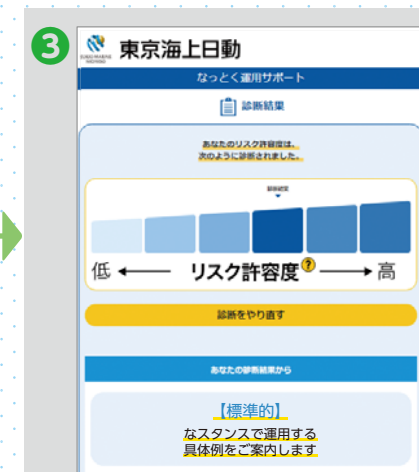 3
東京海上日動
なっとく運用サポート
診断結果
あなたのリスク許容度は、
次のように診断されました。
診断結果
低 ← リスク許容度 ? → 高
診断をやり直す
あなたの診断結果から
【標準的】
なスタンスで運用する
具体例をご案内します